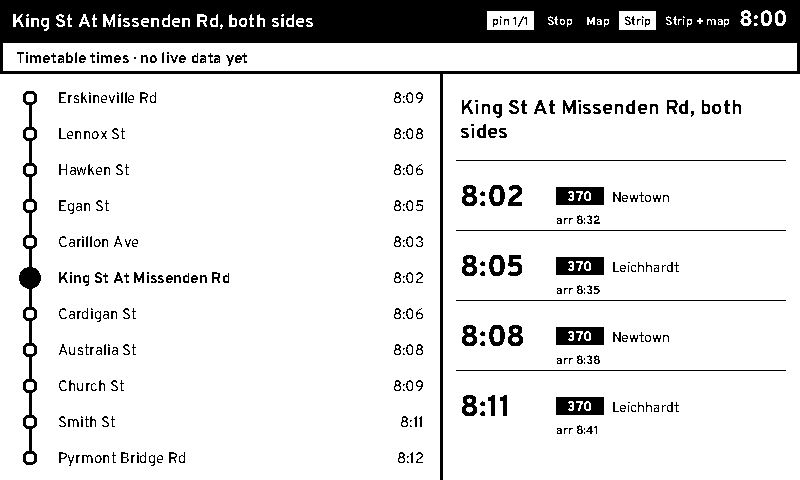 King St At Missenden Rd, both sides
pin 1/1 Stop Map Strip Strip + map 8:00
Timetable times · no live data yet
Erskineville Rd 8:09
Lennox St 8:08
Hawken St 8:06
Egan St 8:05
Carillon Ave 8:03
King St At Missenden Rd 8:02
Cardigan St 8:06
Australia St 8:08
Church St 8:09
Smith St 8:11
Pyrmont Bridge Rd 8:12
King St At Missenden Rd, both
sides
8:02 370 Newtown
arr 8:32
8:05 370 Leichhardt
arr 8:35
8:08 370 Newtown
arr 8:38
8:11 370 Leichhardt
arr 8:41